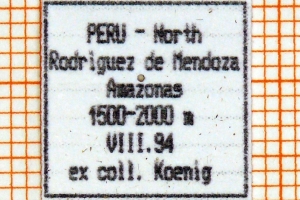 PERU - North
Rodriguez de Mendoza
Amazonas
1500-2000 m
VIII.94
ex coll. Koenig